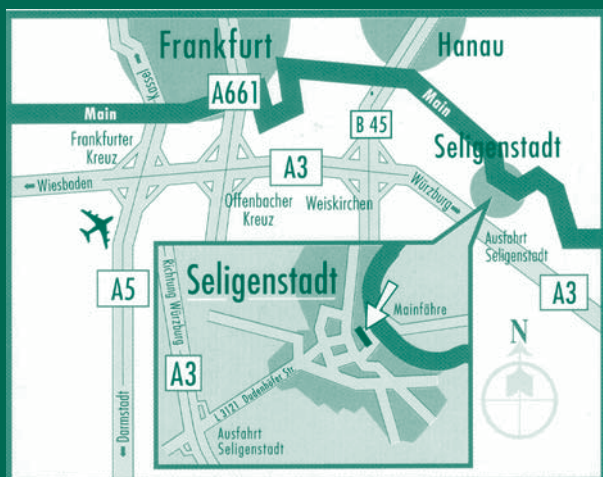 Frankfurt
Hanau
Kassel
A661
Main
Main
B 45
Frankfurter
Kreuz
Seligenstadt
Wiesbaden
A3
Würzburg
Offenbacher
Kreuz
Weiskirchen
Ausfahrt
Seligenstadt
A5
A3
Darmstadt
N
Seligenstadt
Richtung Würzburg
Mainfähre
A3
L 3121 Dudenhöfer Str.
Ausfahrt
Seligenstadt